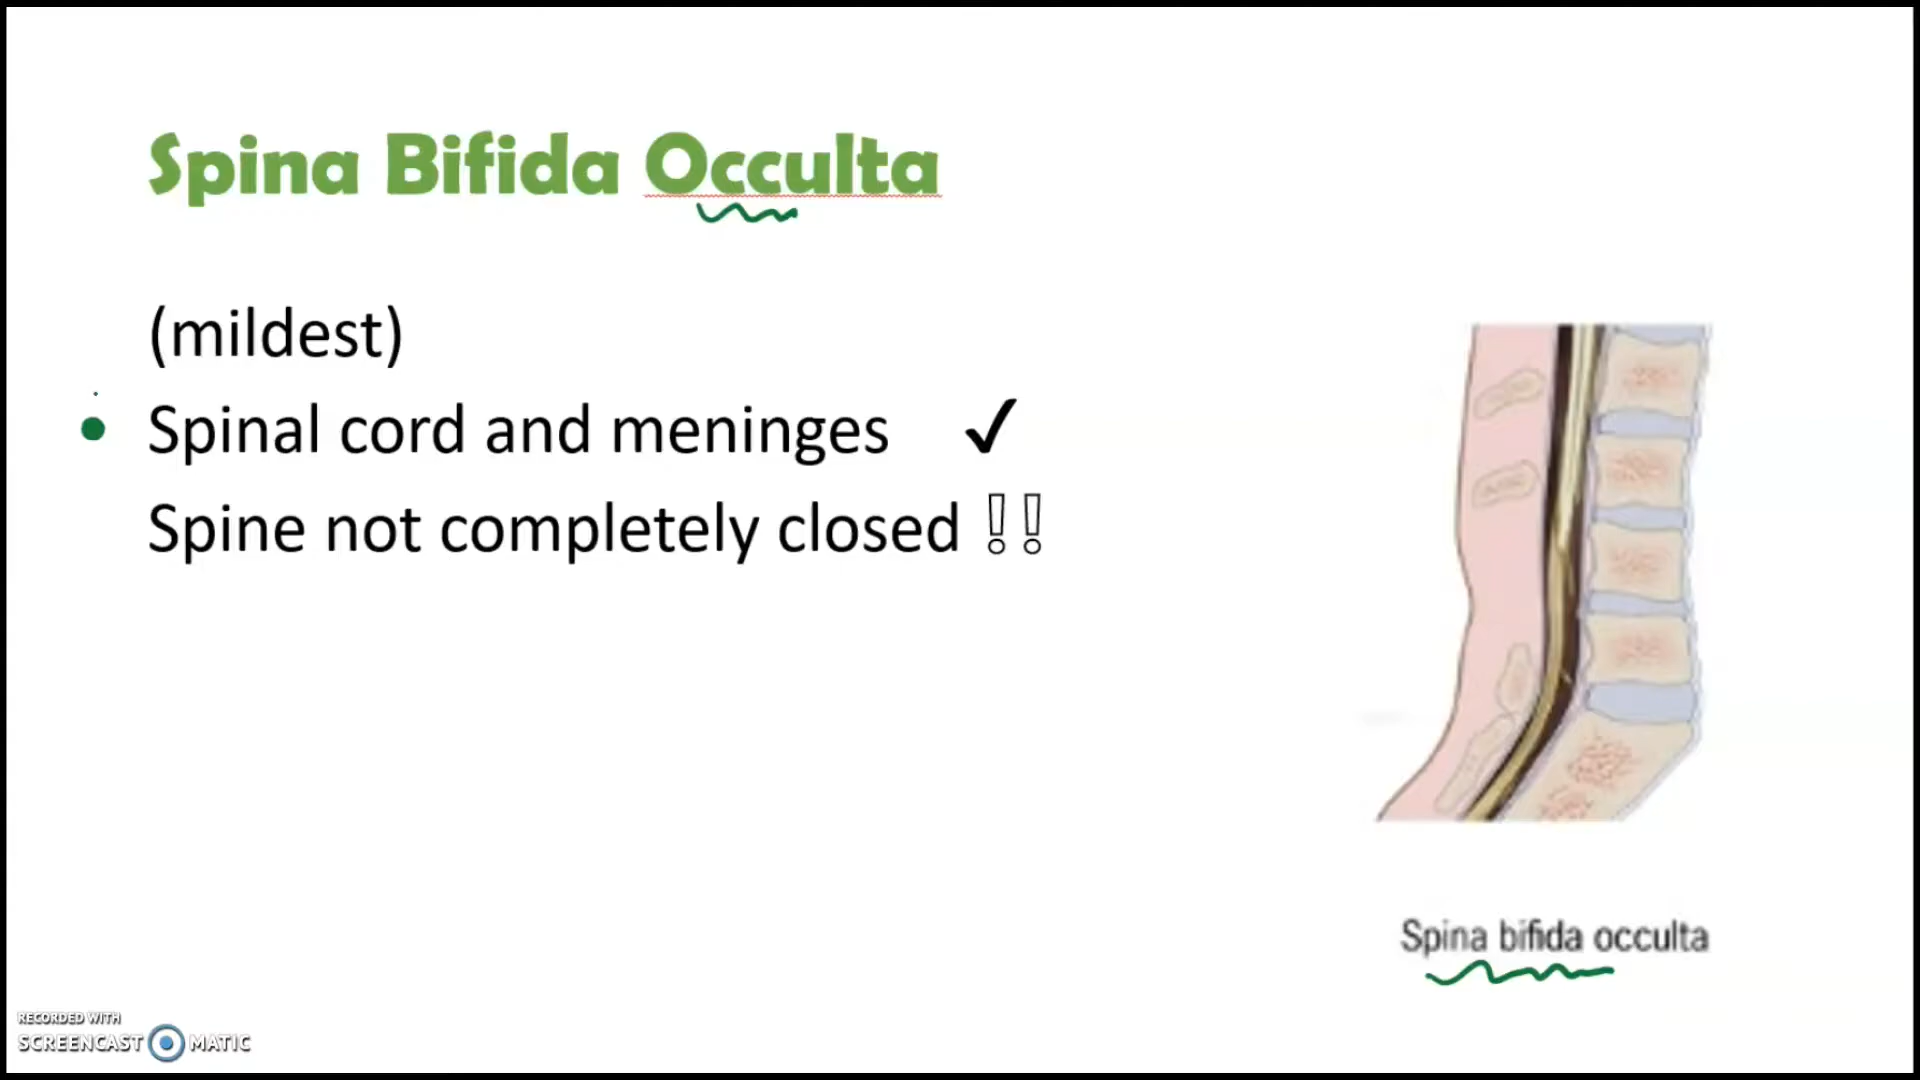 Spina Bifida Occulta
(mildest)
Spinal cord and meninges ✓
Spine not completely closed !!
Spina bifida occulta
RECORDED WITH
SCREENCAST MATIC